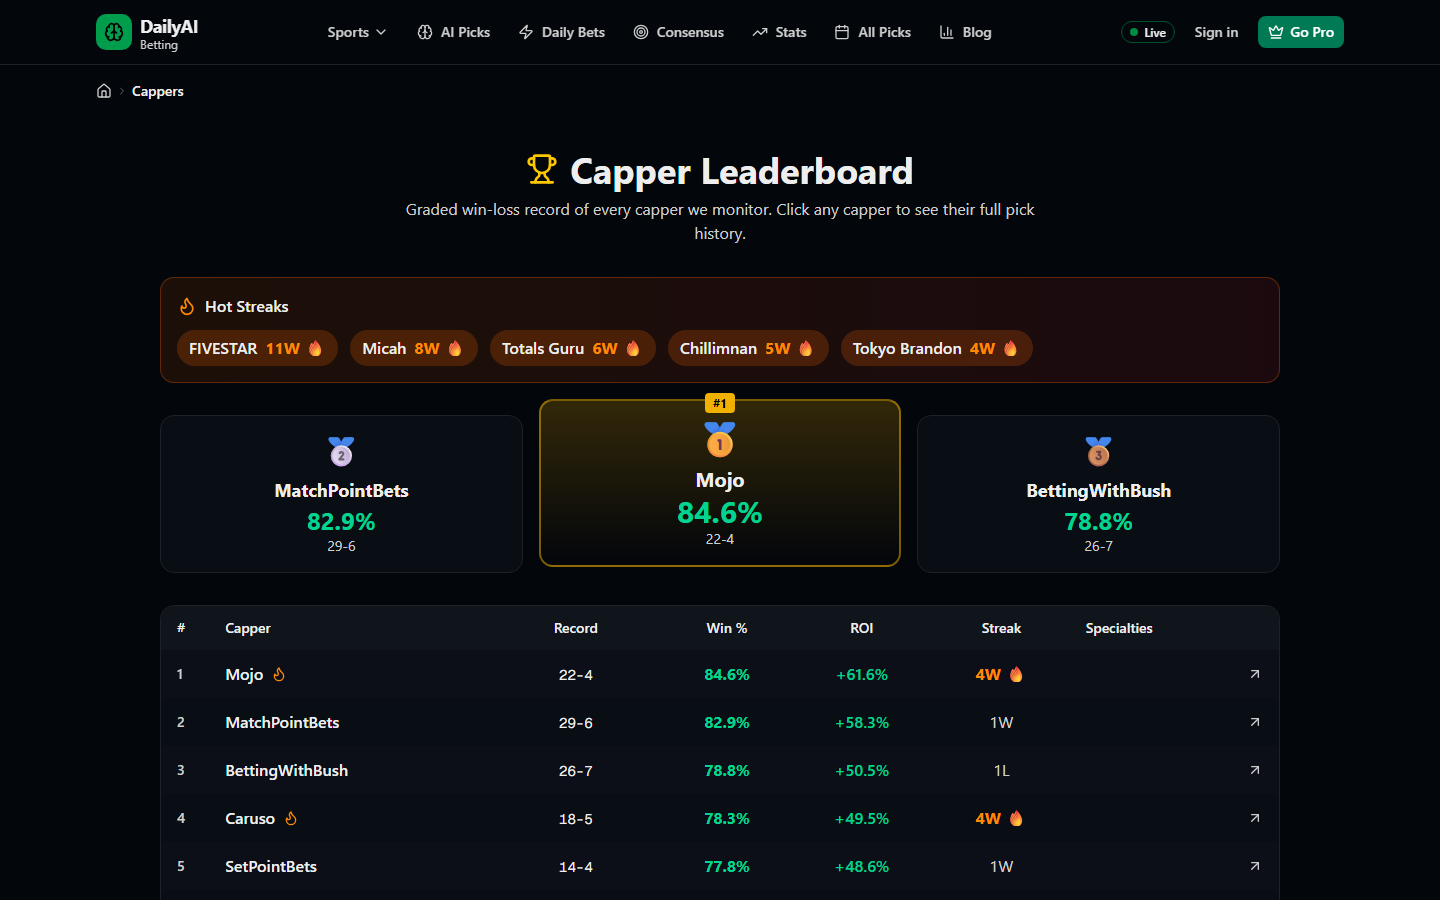 DailyAI
Betting
Sports
AI Picks
Daily Bets
Consensus
Stats
All Picks
Blog
Live
Sign in
Go Pro
Cappers
Capper Leaderboard
Graded win-loss record of every capper we monitor. Click any capper to see their full pick
history.
Hot Streaks
FIVESTAR 11W
Micah 8W
Totals Guru 6W
Chillimnan 5W
Tokyo Brandon 4W
2
MatchPointBets
82.9%
29-6
#1
1
Mojo
84.6%
22-4
3
BettingWithBush
78.8%
26-7
# Capper Record Win % ROI Streak Specialties
1 Mojo 22-4 84.6% +61.6% 4W
2 MatchPointBets 29-6 82.9% +58.3% 1W
3 BettingWithBush 26-7 78.8% +50.5% 1L
4 Caruso 18-5 78.3% +49.5% 4W
5 SetPointBets 14-4 77.8% +48.6% 1W